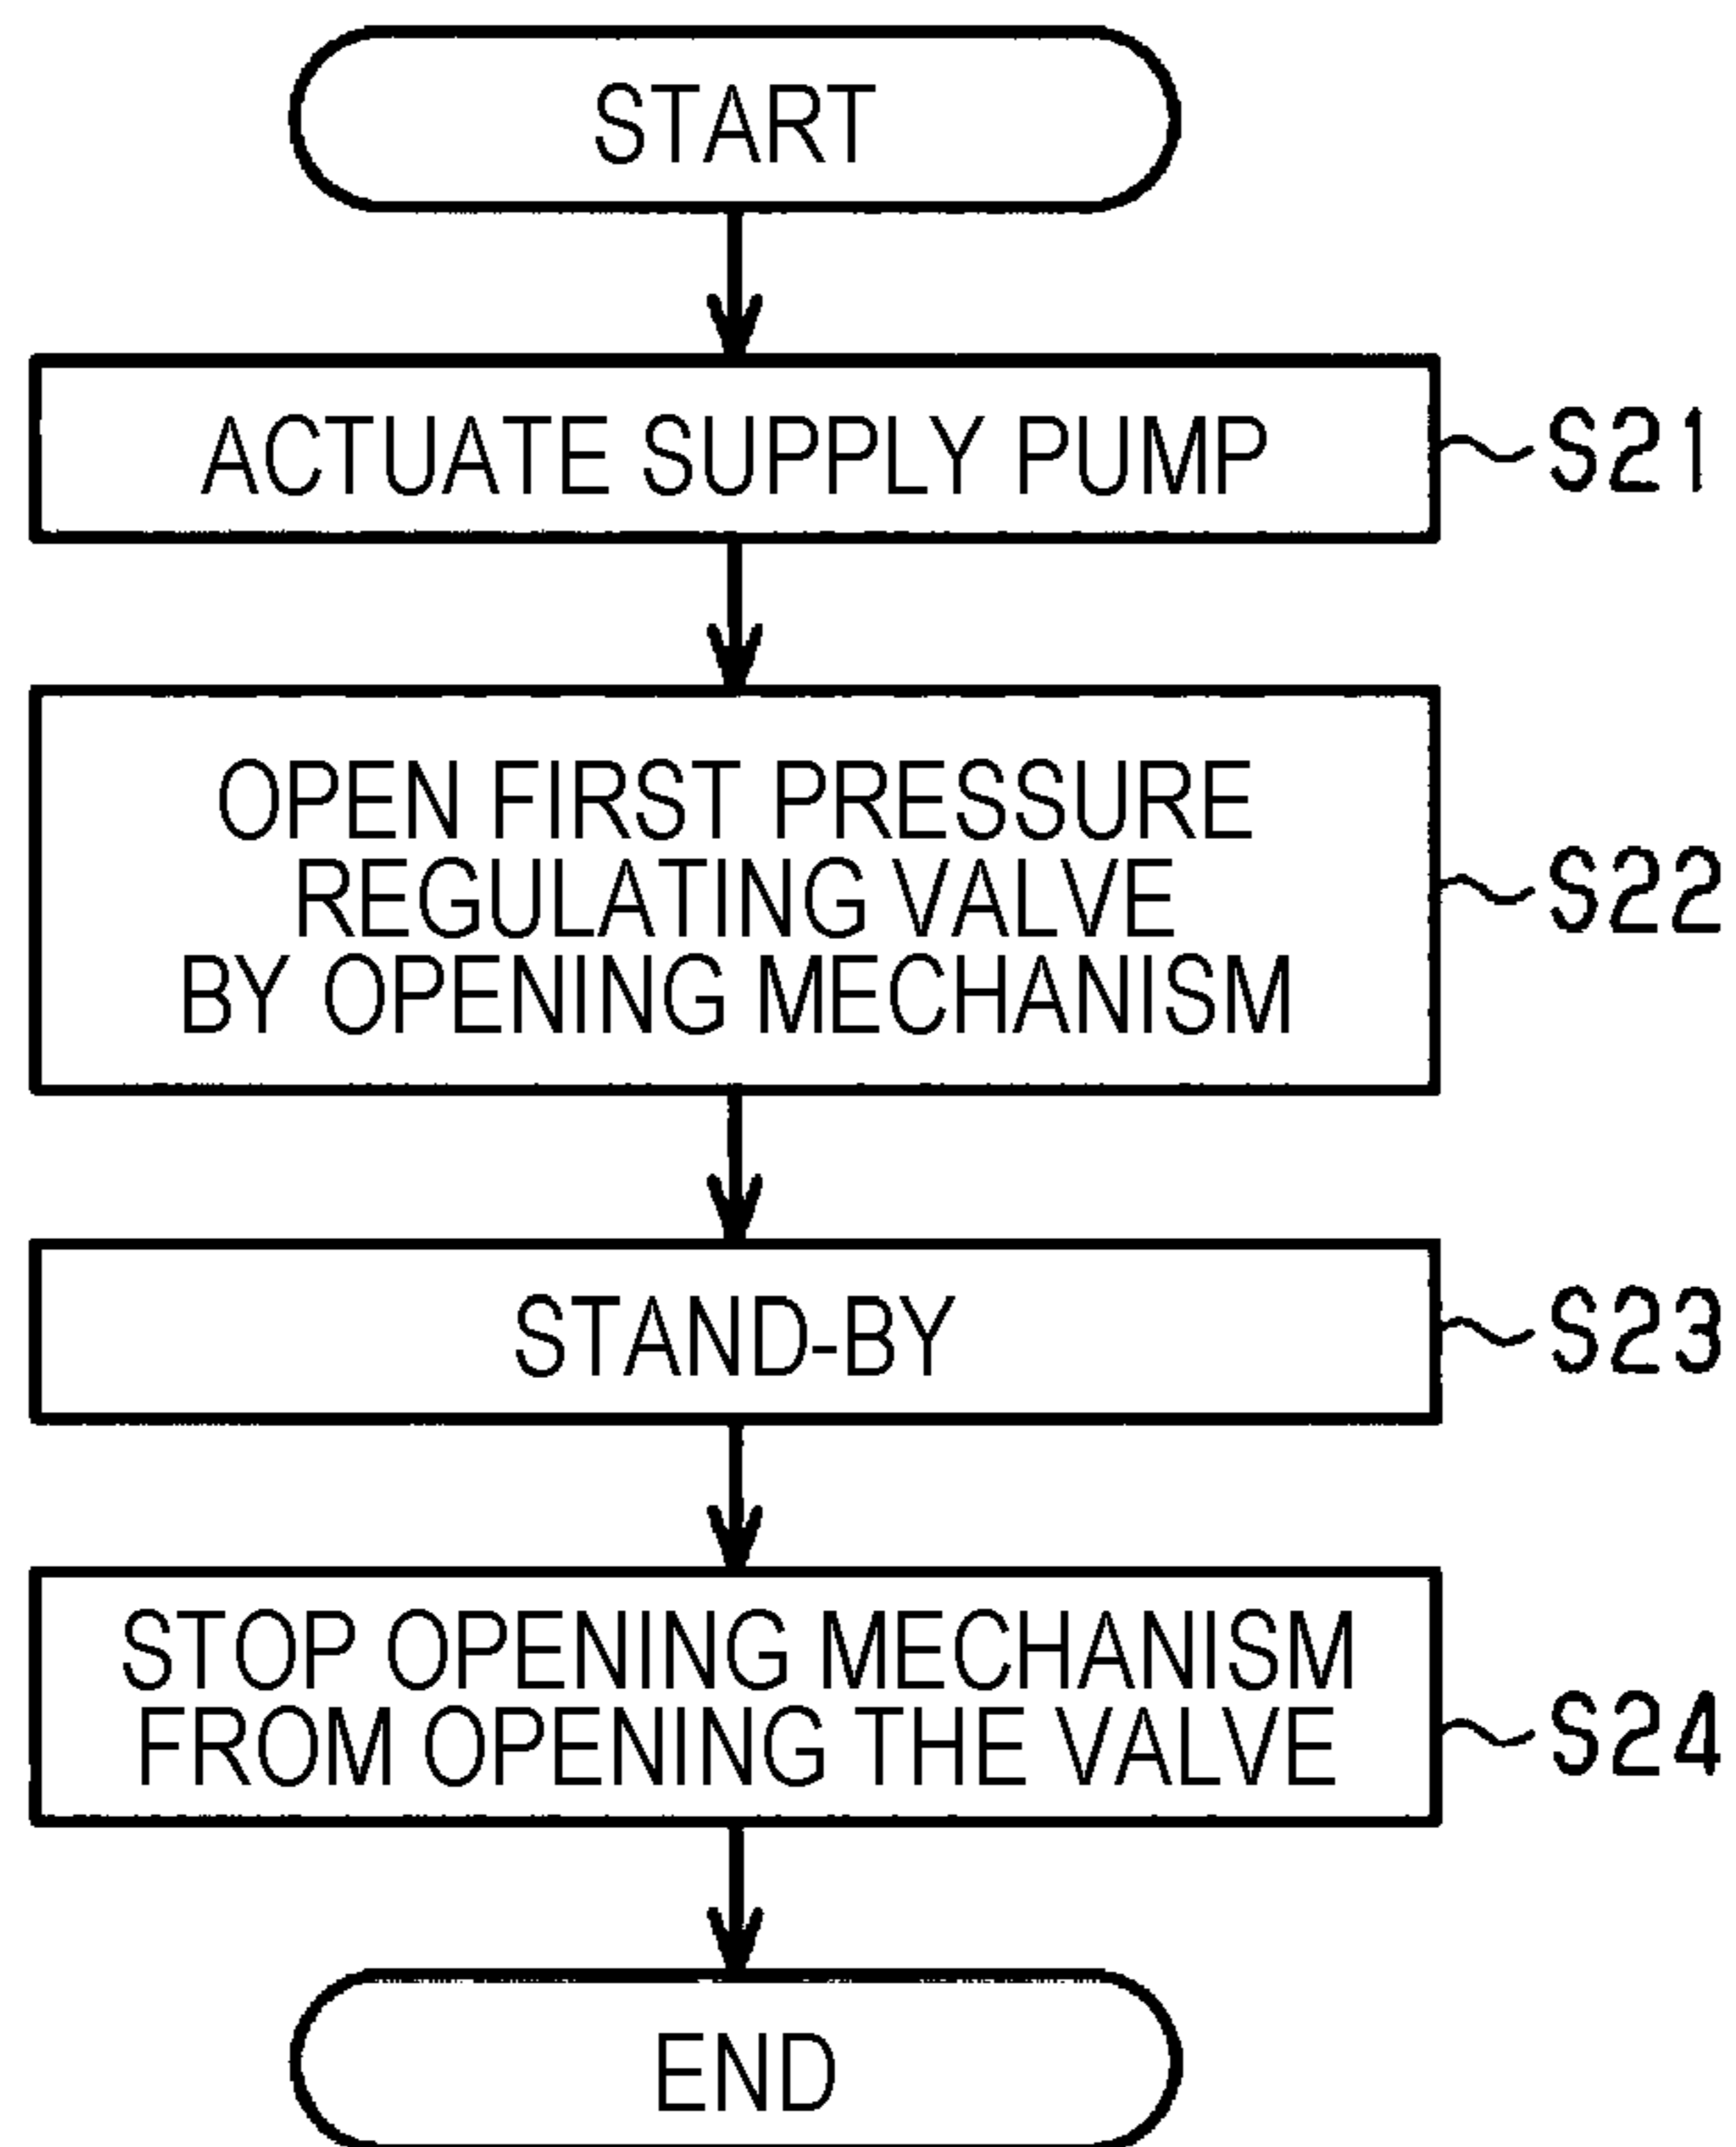 START
ACTUATE SUPPLY PUMP
S21
OPEN FIRST PRESSURE
REGULATING VALVE
BY OPENING MECHANISM
S22
STAND-BY
S23
STOP OPENING MECHANISM
FROM OPENING THE VALVE
S24
END